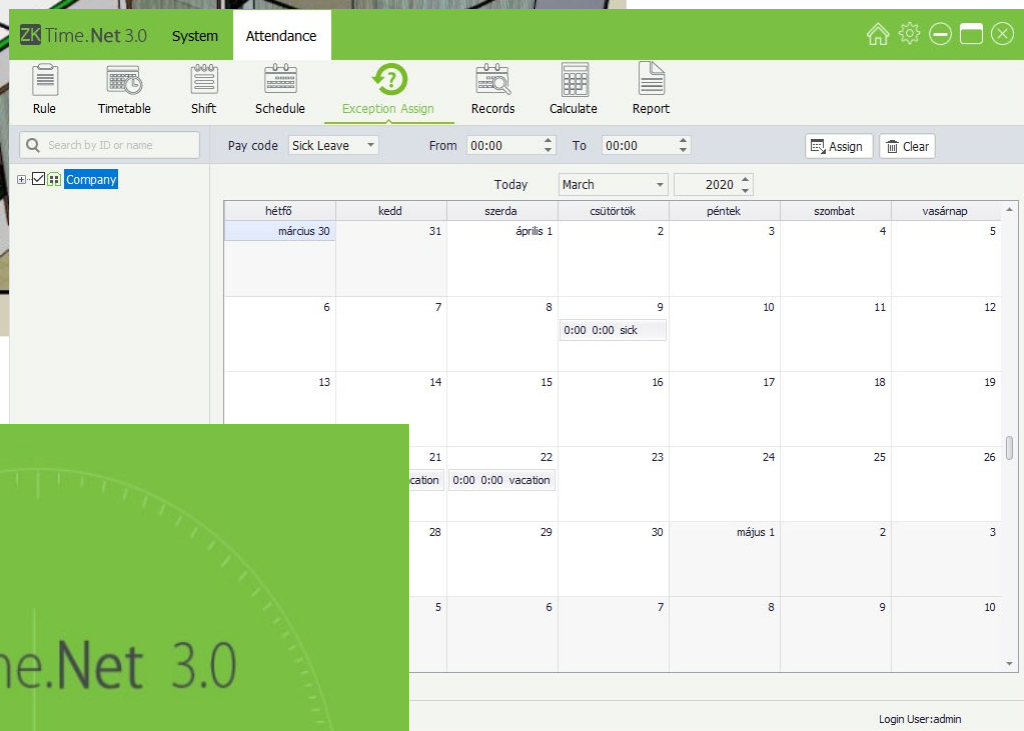 ZK Time.Net 3.0 System Attendance
Rule Timetable Shift Schedule Exception Assign Records Calculate Report
Search by ID or name Pay code Sick Leave From 00:00 To 00:00 Assign Clear
Company
Today March 2020
hétfő kedd szerda csütörtök péntek szombat vasárnap
március 30 31 április 1 2 3 4 5
6 7 8 9 10 11 12
0:00 0:00 sick
13 14 15 16 17 18 19
21 22 23 24 25 26
cation 0:00 0:00 vacation
28 29 30 május 1 2 3
5 6 7 8 9 10
me.Net 3.0
Login User:admin